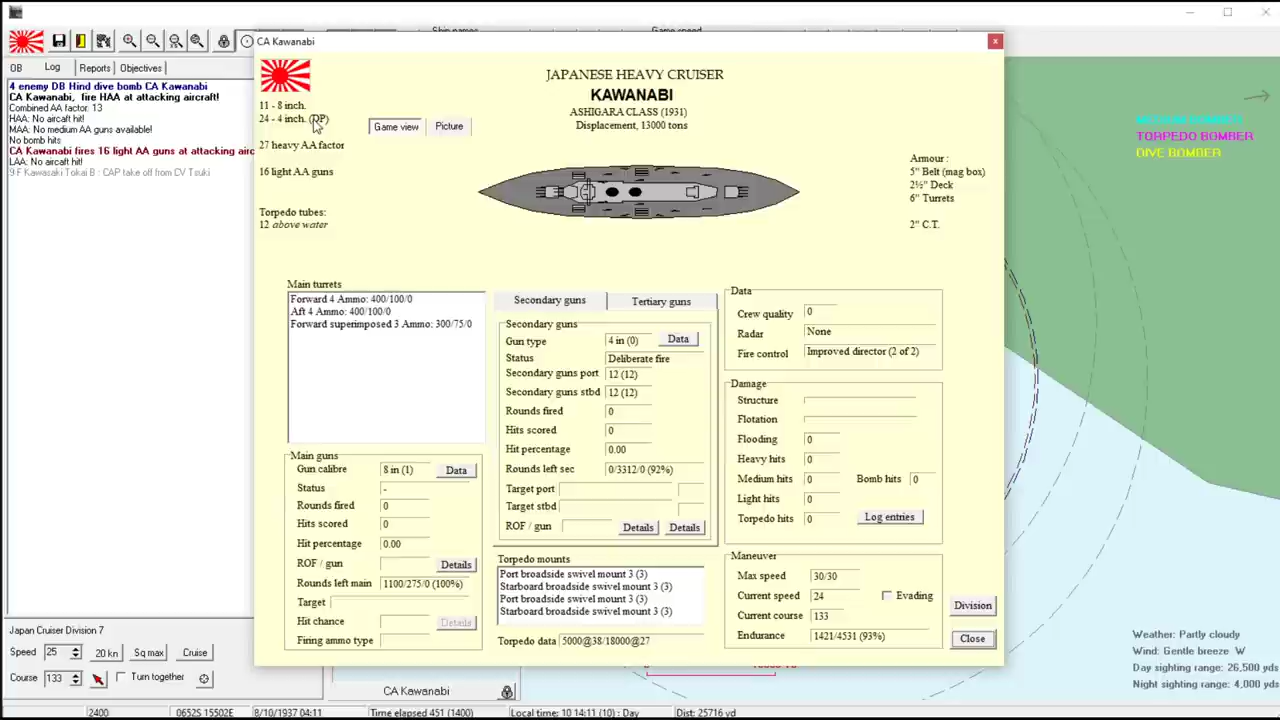 Ship names
Game speed
CA Kawanabi
OB
Log
Reports
Objectives
4 enemy DB Hind dive bomb CA Kawanabi
CA Kawanabi, fire HAA at attacking aircraft!
Combined AA factor: 13
HAA: No aircaft hit!
MAA: No medium AA guns available!
No bomb hits
CA Kawanabi fires 16 light AA guns at attacking airc
LAA: No aircaft hit!
9 F Kawasaki Tokai B : CAP take off from CV Tsuki
JAPANESE HEAVY CRUISER
KAWANABI
ASHIGARA CLASS (1931)
Displacement, 13000 tons
11 - 8 inch.
24 - 4 inch. (DP)
27 heavy AA factor
16 light AA guns
Torpedo tubes:
12 above water
Game view
Picture
Armour :
5" Belt (mag box)
2½" Deck
6" Turrets
2" C.T.
TORPEDO BOMBER
DIVE BOMBER
Main turrets
Forward 4 Ammo: 400/100/0
Aft 4 Ammo: 400/100/0
Forward superimposed 3 Ammo: 300/75/0
Main guns
Gun calibre 8 in (1) Data
Status -
Rounds fired 0
Hits scored 0
Hit percentage 0.00
ROF / gun Details
Rounds left main 1100/275/0 (100%)
Target
Hit chance Details
Firing ammo type
Secondary guns
Tertiary guns
Secondary guns
Gun type 4 in (0) Data
Status Deliberate fire
Secondary guns port 12 (12)
Secondary guns stbd 12 (12)
Rounds fired 0
Hits scored 0
Hit percentage 0.00
Rounds left sec 0/3312/0 (92%)
Target port
Target stbd
ROF / gun Details Details
Torpedo mounts
Port broadside swivel mount 3 (3)
Starboard broadside swivel mount 3 (3)
Port broadside swivel mount 3 (3)
Starboard broadside swivel mount 3 (3)
Torpedo data 5000@38/18000@27
Data
Crew quality 0
Radar None
Fire control Improved director (2 of 2)
Damage
Structure
Flotation
Flooding 0
Heavy hits 0
Medium hits 0 Bomb hits 0
Light hits 0
Torpedo hits 0 Log entries
Maneuver
Max speed 30/30
Current speed 24 Evading
Current course 133
Endurance 1421/4531 (93%)
Division
Close
Japan Cruiser Division 7
Speed 25 20 kn Sq max Cruise
Course 133 Turn together
CA Kawanabi
Weather: Partly cloudy
Wind: Gentle breeze W
Day sighting range: 26,500 yds
Night sighting range: 4,000 yds
2400 0652S 15502E 8/10/1937 04:11 Time elapsed 451 (1400) Local time: 10 14:11 (10) : Day Dist: 25716 yd